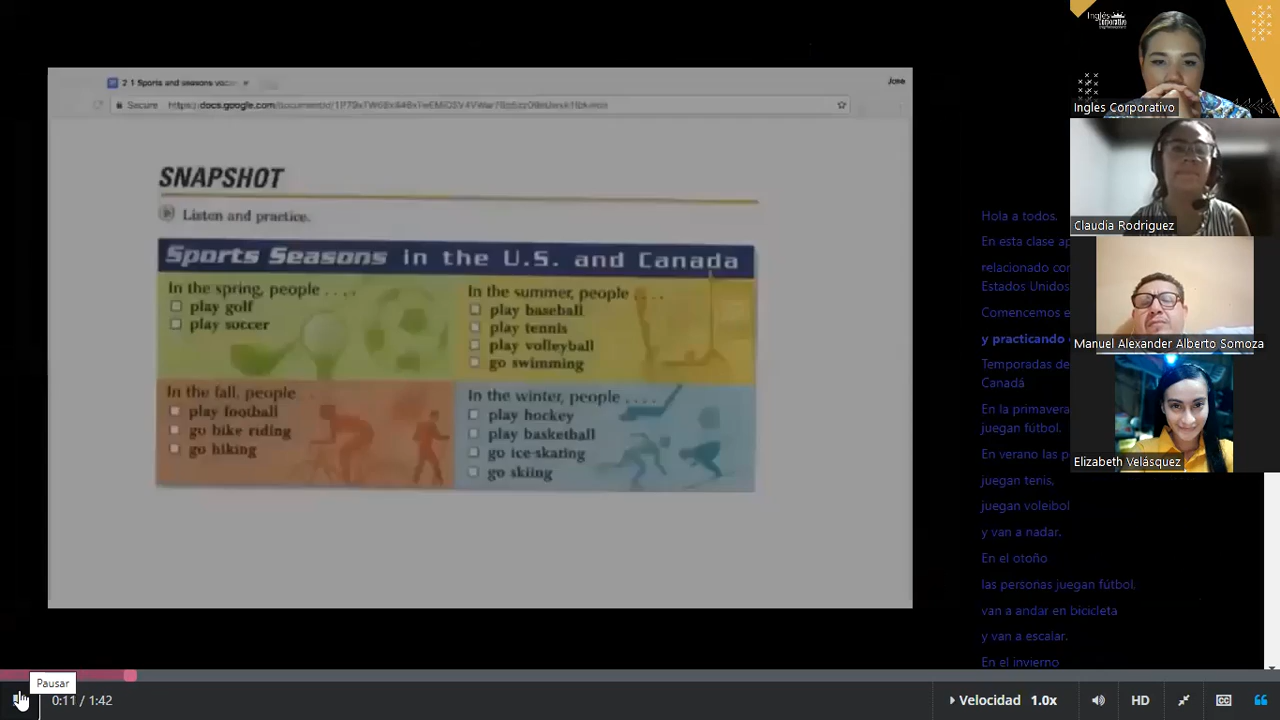 2 1 Sports and seasons voca
Jose
Secure
SNAPSHOT
Listen and practice.
Sports Seasons in the U.S. and Canada
In the spring, people . . . .
play golf
play soccer
In the summer, people . . . .
play baseball
play tennis
play volleyball
go swimming
In the fall, people
play football
go bike riding
go hiking
In the winter, people . . . .
play hockey
play basketball
go ice-skating
go skiing
Hola a todos.
En esta clase
relacionado
Estados Unidos
Comencemos
y practicando
Temporadas de
Canadá
En la primavera
juegan fútbol.
En verano las
juegan tenis,
juegan voleibol
y van a nadar.
En el otoño
las personas juegan fútbol,
van a andar en bicicleta
y van a escalar.
En el invierno
Inglés
Corporativo
Ingles Corporativo
Claudia Rodriguez
Manuel Alexander Alberto Somoza
Elizabeth Velásquez
Pausar
0:11 / 1:42
Velocidad 1.0x
HD
CC